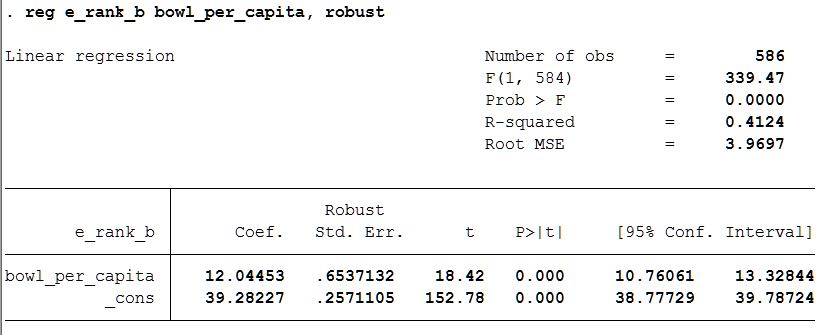 . reg e_rank_b bowl_per_capita, robust
Linear regression Number of obs = 586
F(1, 584) = 339.47
Prob > F = 0.0000
R-squared = 0.4124
Root MSE = 3.9697
Robust
e_rank_b Coef. Std. Err. t P>|t| [95% Conf. Interval]
bowl_per_capita 12.04453 .6537132 18.42 0.000 10.76061 13.32844
_cons 39.28227 .2571105 152.78 0.000 38.77729 39.78724